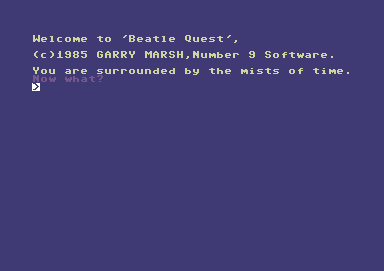 Welcome to 'Beatle Quest',
(c)1985 GARRY MARSH,Number 9 Software.
You are surrounded by the mists of time.
Now what?
>